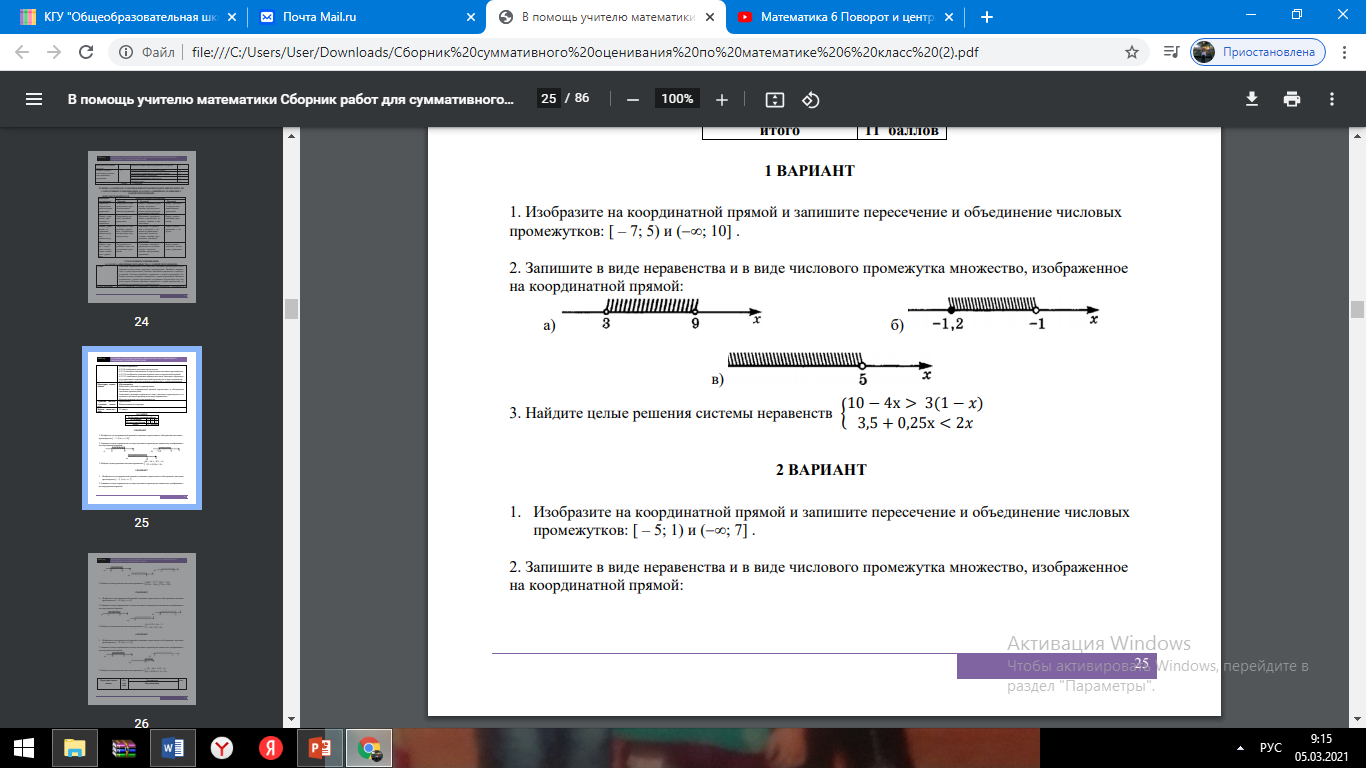 КГУ "Общеобразовательная шк
Почта Mail.ru
В помощь учителю математики
Математика 6 Поворот и центр
Файл
file:///C:/Users/User/Downloads/Сборник%20суммативного%20оценивания%20по%20математике%206%20класс%20(2).pdf
Приостановлена
В помощь учителю математики Сборник работ для суммативного…
25 / 86
100%
итого 11 баллов
1 ВАРИАНТ
1. Изобразите на координатной прямой и запишите пересечение и объединение числовых
промежутков: [ – 7; 5) и (−∞; 10] .
2. Запишите в виде неравенства и в виде числового промежутка множество, изображенное
на координатной прямой:
а) 3 9 x
б) −1,2 −1 x
в) 5 x
3. Найдите целые решения системы неравенств {10 − 4x > 3(1 − x)
3,5 + 0,25x < 2x
2 ВАРИАНТ
1. Изобразите на координатной прямой и запишите пересечение и объединение числовых
промежутков: [ – 5; 1) и (−∞; 7] .
2. Запишите в виде неравенства и в виде числового промежутка множество, изображенное
на координатной прямой:
25
24
25
26
Активация Windows
Чтобы активировать Windows, перейдите в
раздел "Параметры".
РУС
9:15
05.03.2021